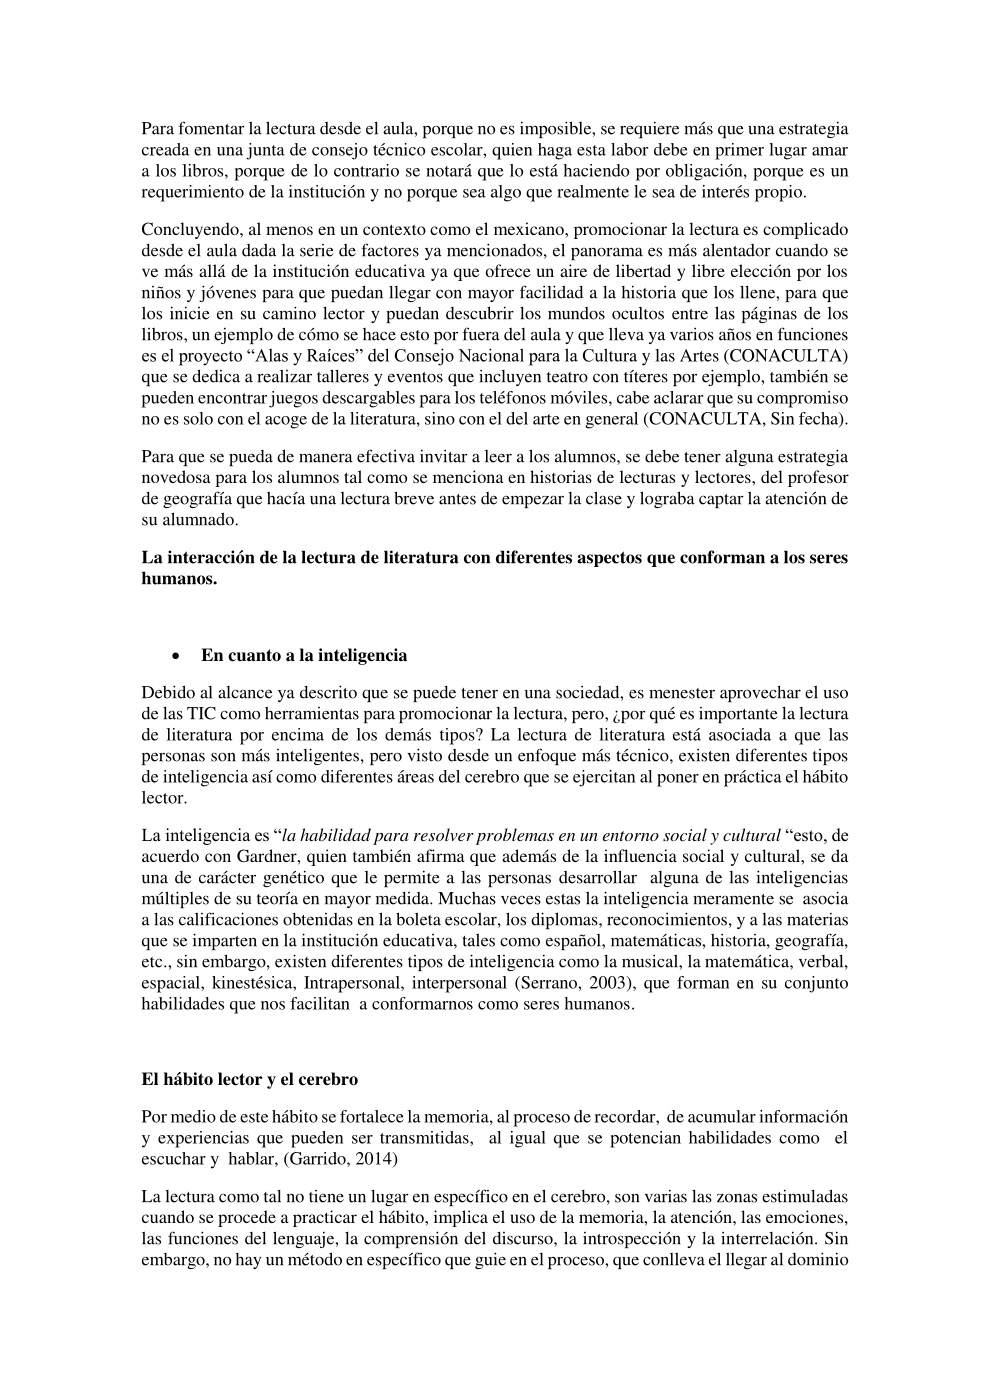 Para fomentar la lectura desde el aula, porque no es imposible, se requiere más que una estrategia
creada en una junta de consejo técnico escolar, quien haga esta labor debe en primer lugar amar
a los libros, porque de lo contrario se notará que lo está haciendo por obligación, porque es un
requerimiento de la institución y no porque sea algo que realmente le sea de interés propio.
Concluyendo, al menos en un contexto como el mexicano, promocionar la lectura es complicado
desde el aula dada la serie de factores ya mencionados, el panorama es más alentador cuando se
ve más allá de la institución educativa ya que ofrece un aire de libertad y libre elección por los
niños y jóvenes para que puedan llegar con mayor facilidad a la historia que los llene, para que
los inicie en su camino lector y puedan descubrir los mundos ocultos entre las páginas de los
libros, un ejemplo de cómo se hace esto por fuera del aula y que lleva ya varios años en funciones
es el proyecto “Alas y Raíces” del Consejo Nacional para la Cultura y las Artes (CONACULTA)
que se dedica a realizar talleres y eventos que incluyen teatro con títeres por ejemplo, también se
pueden encontrar juegos descargables para los teléfonos móviles, cabe aclarar que su compromiso
no es solo con el acoge de la literatura, sino con el del arte en general (CONACULTA, Sin fecha).
Para que se pueda de manera efectiva invitar a leer a los alumnos, se debe tener alguna estrategia
novedosa para los alumnos tal como se menciona en historias de lecturas y lectores, del profesor
de geografía que hacía una lectura breve antes de empezar la clase y lograba captar la atención de
su alumnado.
La interacción de la lectura de literatura con diferentes aspectos que conforman a los seres
humanos.
• En cuanto a la inteligencia
Debido al alcance ya descrito que se puede tener en una sociedad, es menester aprovechar el uso
de las TIC como herramientas para promocionar la lectura, pero, ¿por qué es importante la lectura
de literatura por encima de los demás tipos? La lectura de literatura está asociada a que las
personas son más inteligentes, pero visto desde un enfoque más técnico, existen diferentes tipos
de inteligencia así como diferentes áreas del cerebro que se ejercitan al poner en práctica el hábito
lector.
La inteligencia es “la habilidad para resolver problemas en un entorno social y cultural “esto, de
acuerdo con Gardner, quien también afirma que además de la influencia social y cultural, se da
una de carácter genético que le permite a las personas desarrollar alguna de las inteligencias
múltiples de su teoría en mayor medida. Muchas veces estas la inteligencia meramente se asocia
a las calificaciones obtenidas en la boleta escolar, los diplomas, reconocimientos, y a las materias
que se imparten en la institución educativa, tales como español, matemáticas, historia, geografía,
etc., sin embargo, existen diferentes tipos de inteligencia como la musical, la matemática, verbal,
espacial, kinestésica, Intrapersonal, interpersonal (Serrano, 2003), que forman en su conjunto
habilidades que nos facilitan a conformarnos como seres humanos.
El hábito lector y el cerebro
Por medio de este hábito se fortalece la memoria, al proceso de recordar, de acumular información
y experiencias que pueden ser transmitidas, al igual que se potencian habilidades como el
escuchar y hablar, (Garrido, 2014)
La lectura como tal no tiene un lugar en específico en el cerebro, son varias las zonas estimuladas
cuando se procede a practicar el hábito, implica el uso de la memoria, la atención, las emociones,
las funciones del lenguaje, la comprensión del discurso, la introspección y la interrelación. Sin
embargo, no hay un método en específico que guie en el proceso, que conlleva el llegar al dominio